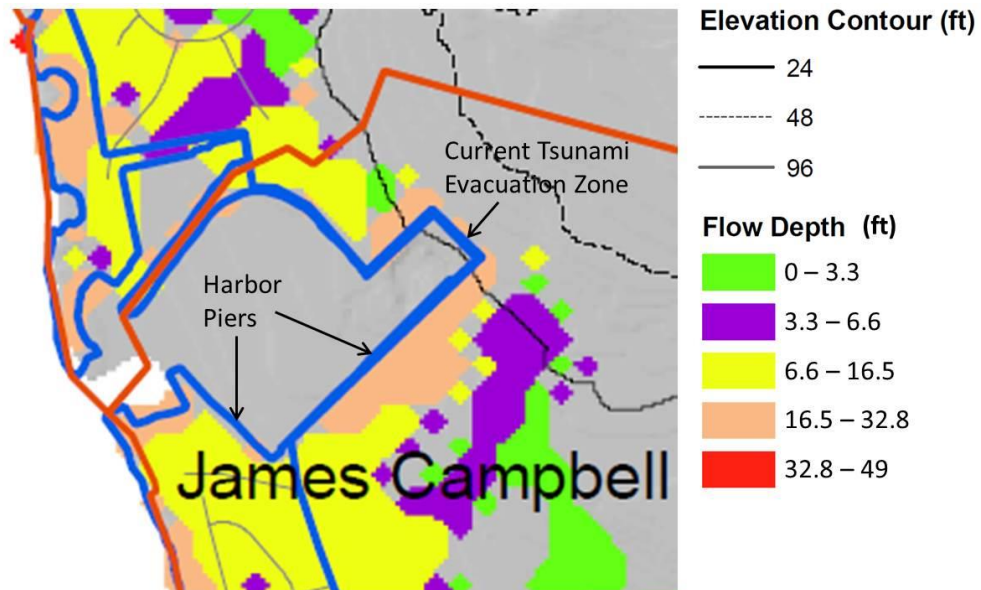 Current Tsunami
Evacuation Zone
Harbor
Piers
James Campbell
Elevation Contour (ft)
24
48
96
Flow Depth (ft)
0 – 3.3
3.3 – 6.6
6.6 – 16.5
16.5 – 32.8
32.8 – 49